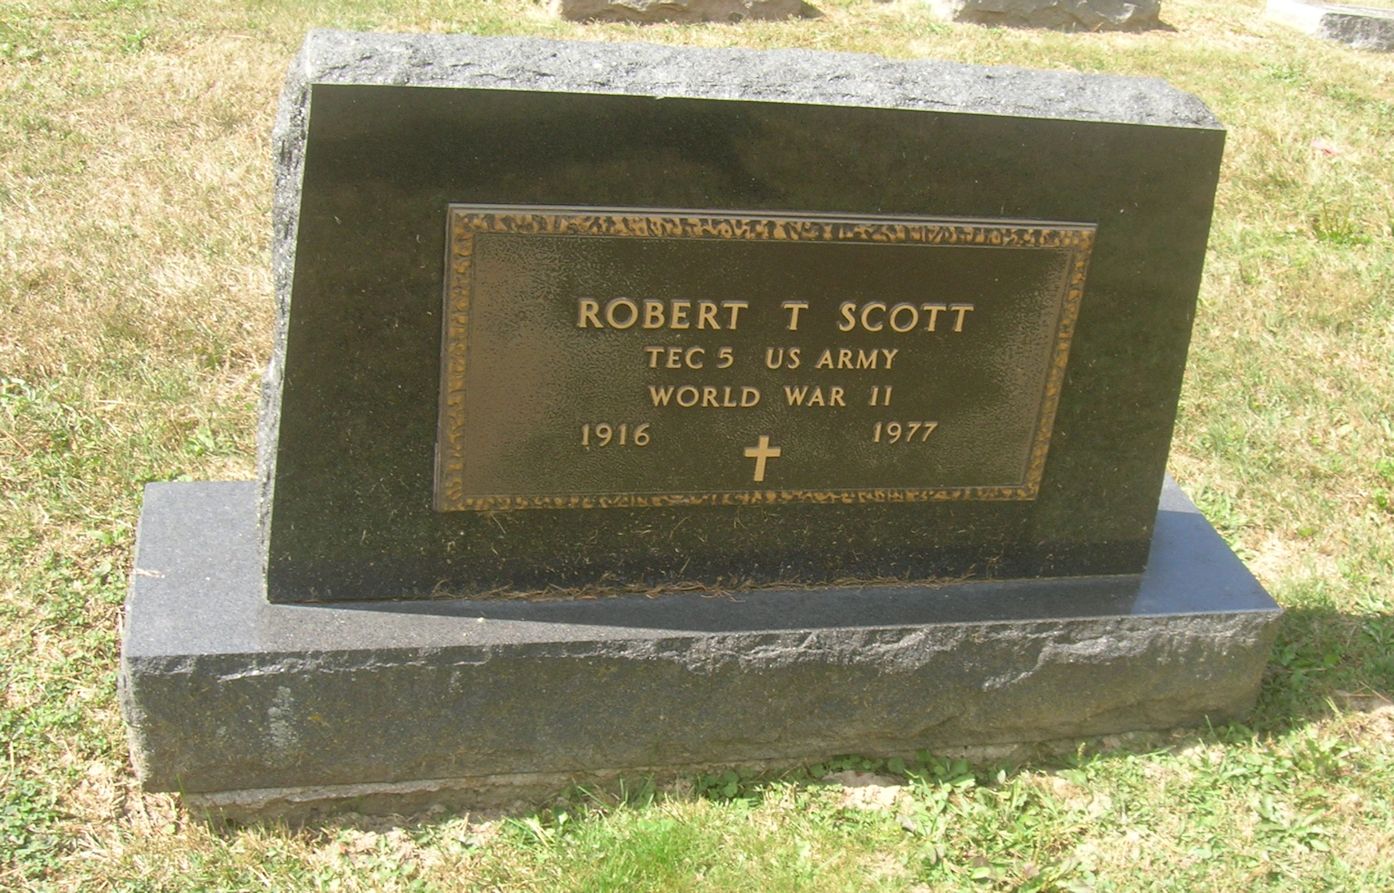 ROBERT T SCOTT
TEC 5 US ARMY
WORLD WAR II
1916 1977